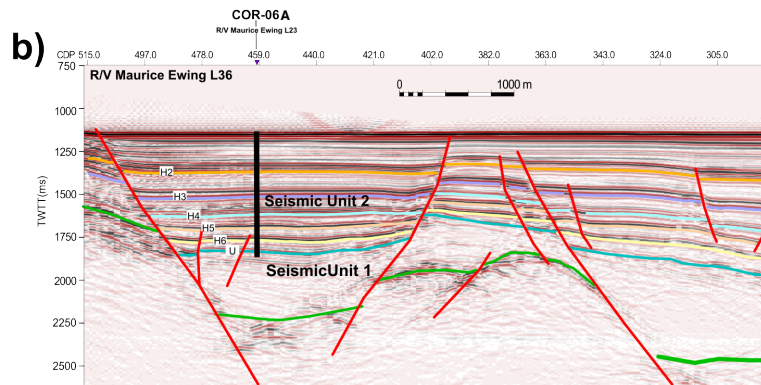 COR-06A
R/V Maurice Ewing L23
b)
CDP 515.0 497.0 478.0 459.0 440.0 421.0 402.0 382.0 363.0 343.0 324.0 305.0
750
R/V Maurice Ewing L36
0 1000 m
1000
1250
H2
1500
H3
Seismic Unit 2
H4
H5
1750
H6
U
SeismicUnit 1
2000
2250
2500
TWTT(ms)